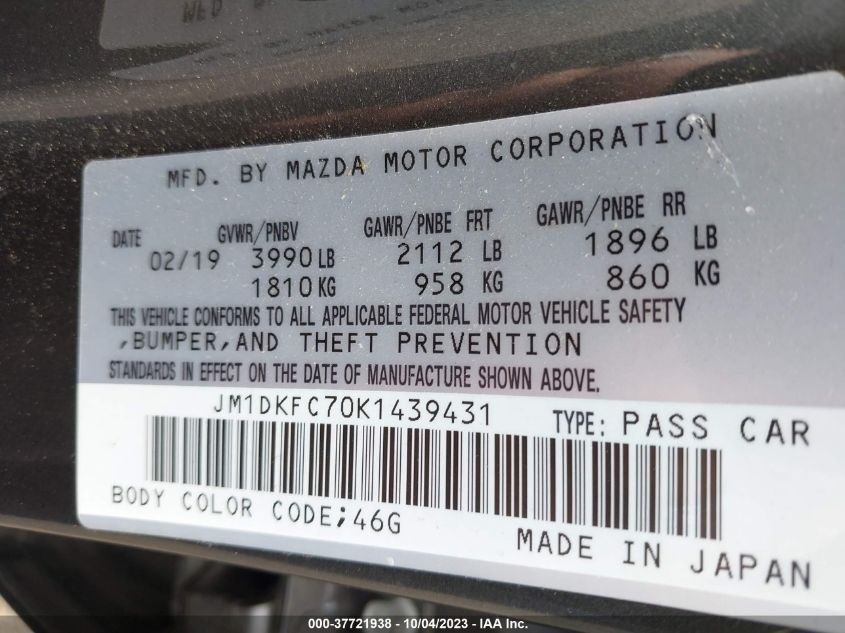 MFD. BY MAZDA MOTOR CORPORATION
DATE GVWR/PNBV GAWR/PNBE FRT GAWR/PNBE RR
02/19 3990LB 2112 LB 1896 LB
1810KG 958 KG 860 KG
THIS VEHICLE CONFORMS TO ALL APPLICABLE FEDERAL MOTOR VEHICLE SAFETY
,BUMPER,AND THEFT PREVENTION
STANDARDS IN EFFECT ON THE DATE OF MANUFACTURE SHOWN ABOVE.
JM1DKFC70K1439431 TYPE: PASS CAR
BODY COLOR CODE;46G
MADE IN JAPAN
000-37721938 - 10/04/2023 - IAA, Inc.